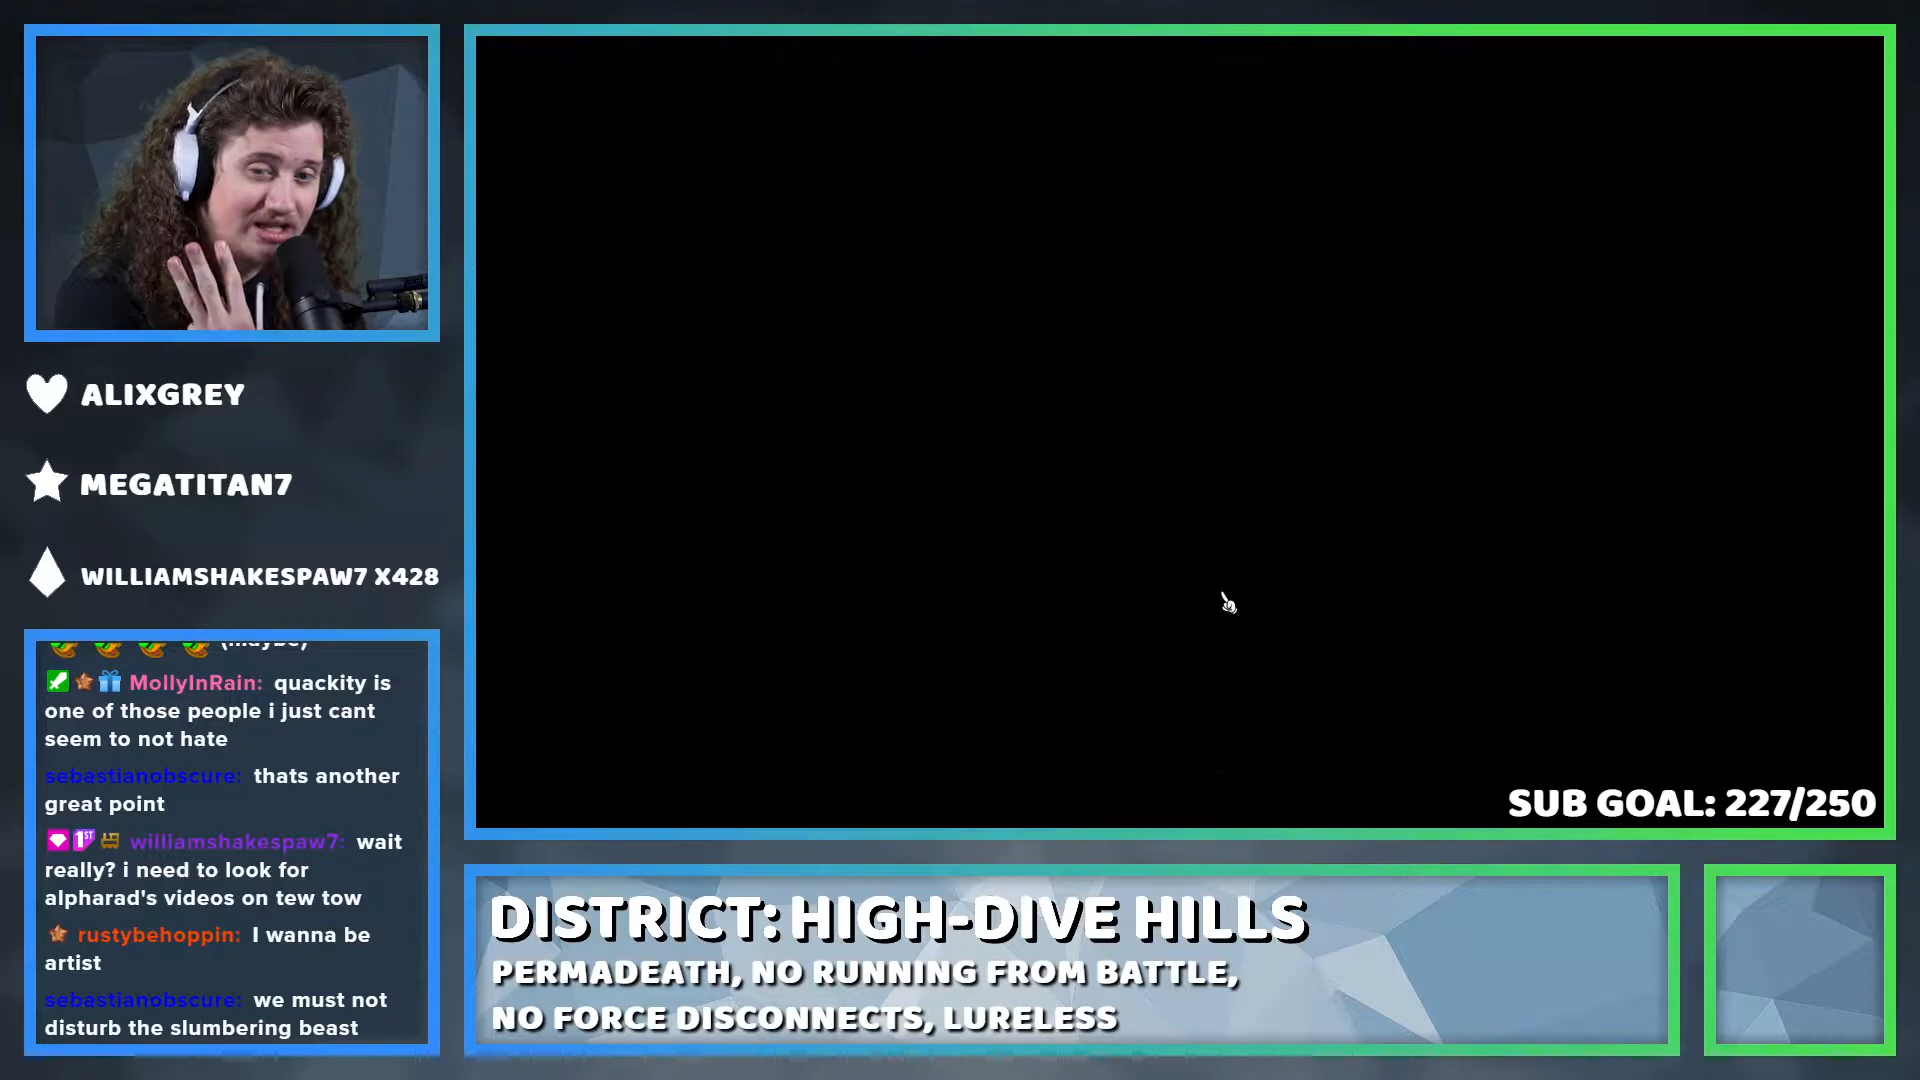 ALIXGREY
MEGATITAN7
WILLIAMSHAKESPAW7 X428
(maybe)
MollyInRain: quackity is
one of those people i just cant
seem to not hate
sebastianobscure: thats another
great point
1ST williamshakespaw7: wait
really? i need to look for
alpharad's videos on tew tow
rustybehoppin: I wanna be
artist
sebastianobscure: we must not
disturb the slumbering beast
SUB GOAL: 227/250
DISTRICT: HIGH-DIVE HILLS
PERMADEATH, NO RUNNING FROM BATTLE,
NO FORCE DISCONNECTS, LURELESS